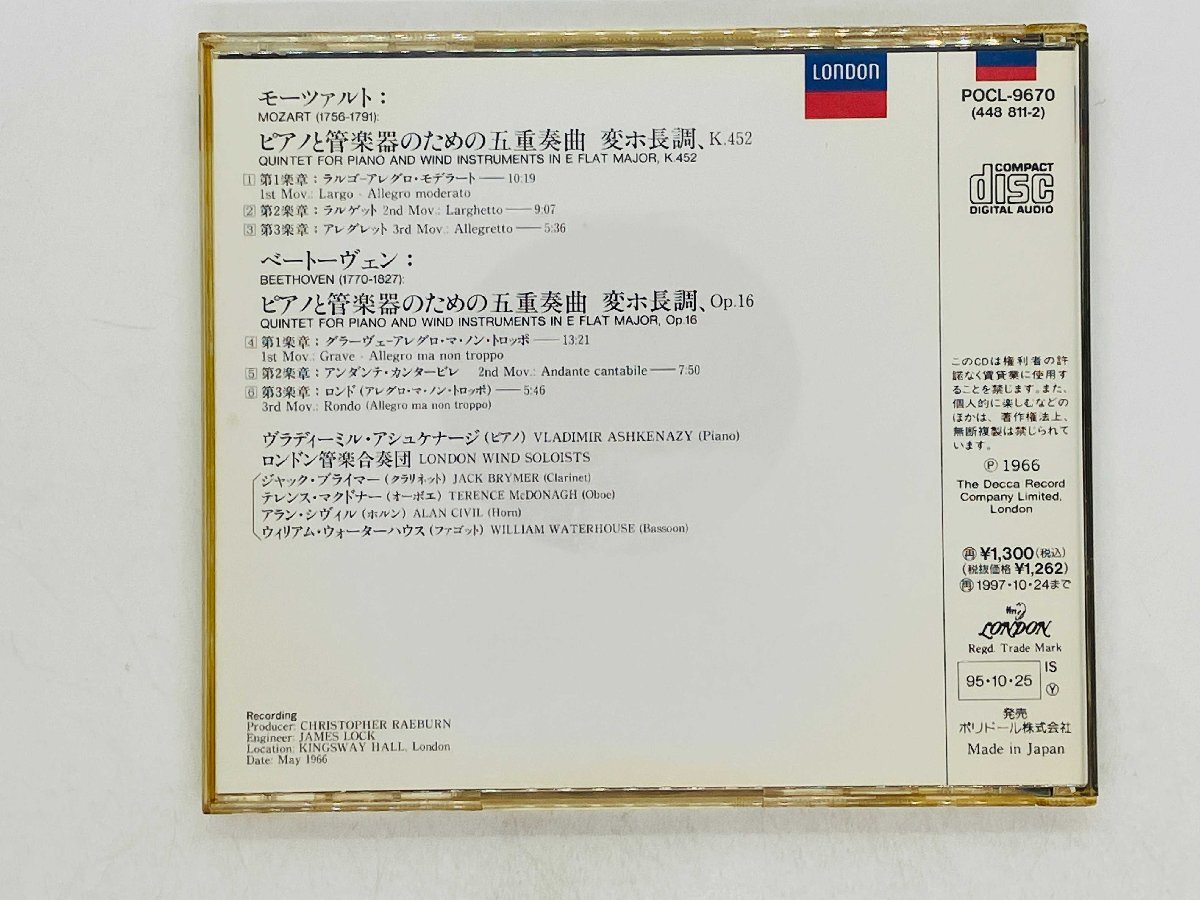 モーツァルト：
MOZART (1756-1791):
ピアノと管楽器のための五重奏曲 変ホ長調、K.452
QUINTET FOR PIANO AND WIND INSTRUMENTS IN E FLAT MAJOR, K.452
1 第1楽章：ラルゴ－アレグロ・モデラート —— 10:19
1st Mov.: Largo - Allegro moderato
2 第2楽章：ラルゲット 2nd Mov.: Larghetto —— 9:07
3 第3楽章：アレグレット 3rd Mov.: Allegretto —— 5:36
ベートーヴェン：
BEETHOVEN (1770-1827):
ピアノと管楽器のための五重奏曲 変ホ長調、Op.16
QUINTET FOR PIANO AND WIND INSTRUMENTS IN E FLAT MAJOR, Op.16
4 第1楽章：グラーヴェ－アレグロ・マ・ノン・トロッポ —— 13:21
1st Mov.: Grave - Allegro ma non troppo
5 第2楽章：アンダンテ・カンタービレ 2nd Mov.: Andante cantabile —— 7:50
6 第3楽章：ロンド（アレグロ・マ・ノン・トロッポ） —— 5:46
3rd Mov.: Rondo (Allegro ma non troppo)
ヴラディーミル・アシュケナージ（ピアノ） VLADIMIR ASHKENAZY (Piano)
ロンドン管楽合奏団 LONDON WIND SOLOISTS
ジャック・ブライマー（クラリネット） JACK BRYMER (Clarinet)
テレンス・マクドナー（オーボエ） TERENCE McDONAGH (Oboe)
アラン・シヴィル（ホルン） ALAN CIVIL (Horn)
ウィリアム・ウォーターハウス（ファゴット） WILLIAM WATERHOUSE (Bassoon)
Recording
Producer: CHRISTOPHER RAEBURN
Engineer: JAMES LOCK
Location: KINGSWAY HALL, London
Date: May 1966
LONDON
POCL-9670
(448 811-2)
COMPACT
disc
DIGITAL AUDIO
このCDは権利者の許
諾なく賃貸業に使用す
ることを禁じます。また、
個人的に楽しむなどの
ほかは、著作権法上、
無断複製は禁じられて
います。
Ⓟ 1966
The Decca Record
Company Limited,
London
再 ¥1,300（税込）
（税抜価格 ¥1,262）
再 1997・10・24まで
LONDON
Regd. Trade Mark
95・10・25
IS
Ⓨ
発売
ポリドール株式会社
Made in Japan